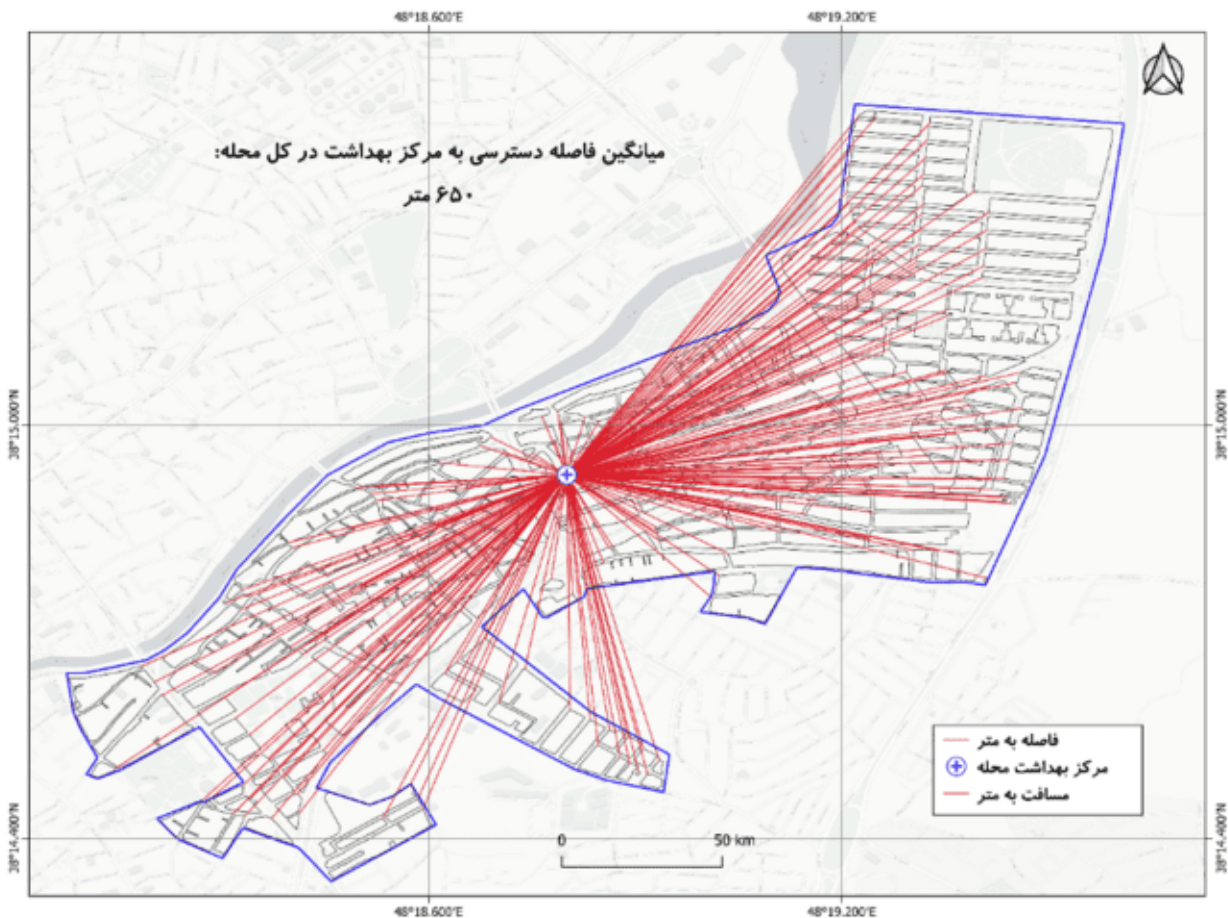 48°18.600'E
48°19.200'E
میانگین فاصله دسترسی به مرکز بهداشت در کل محله:
۶۵۰ متر
38°15.000'N
38°15.000'N
فاصله به متر
مرکز بهداشت محله
مسافت به متر
0
50 km
38°14.400'N
38°14.400'N
48°18.600'E
48°19.200'E